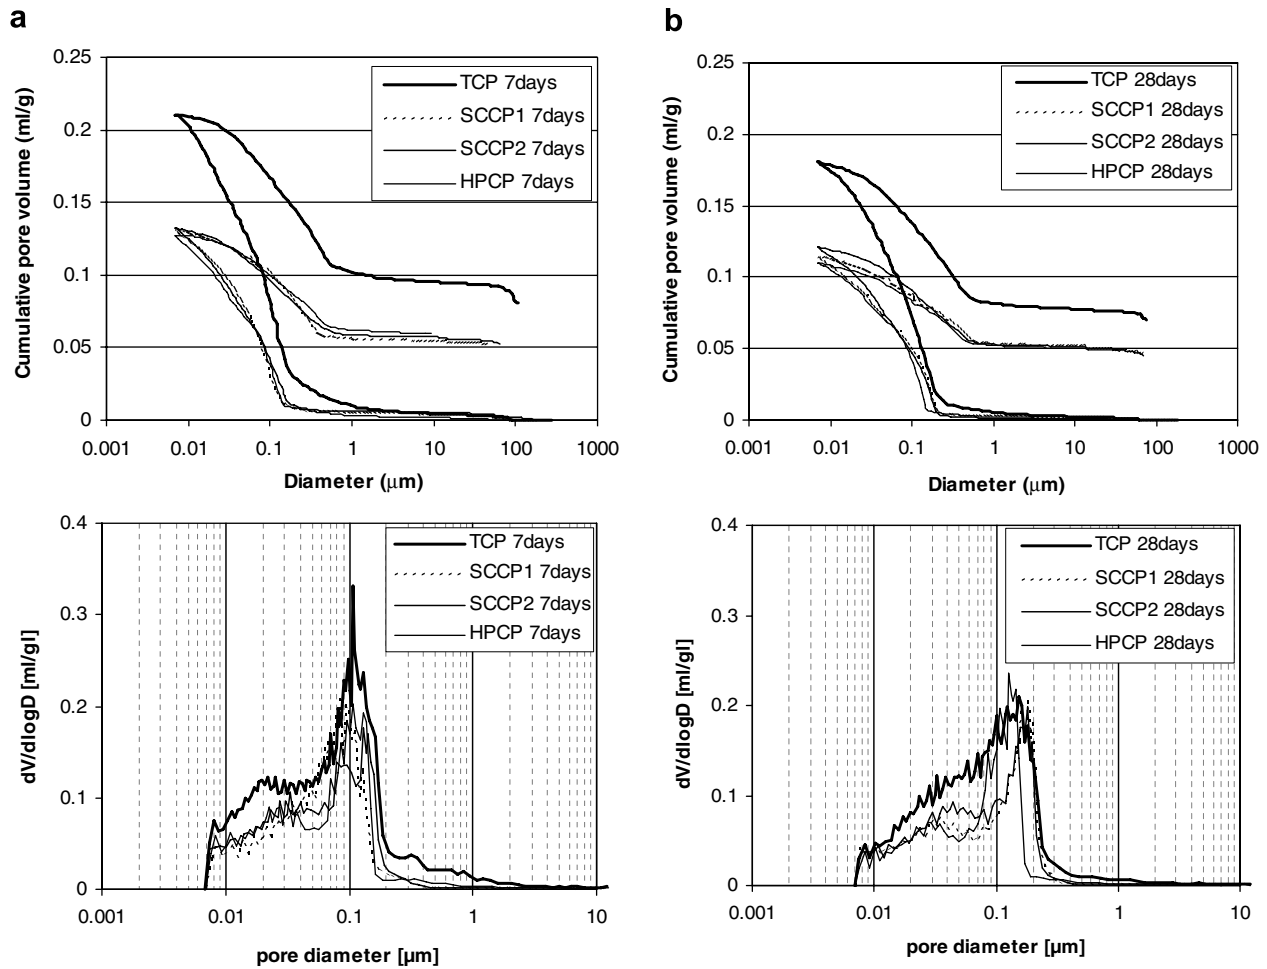 a
0.25
0.2
0.15
0.1
0.05
0
Cumulative pore volume (ml/g)
TCP 7days
SCCP1 7days
SCCP2 7days
HPCP 7days
0.001 0.01 0.1 1 10 100 1000
Diameter (μm)
b
0.25
0.2
0.15
0.1
0.05
0
Cumulative pore volume (ml/g)
TCP 28days
SCCP1 28days
SCCP2 28days
HPCP 28days
0.001 0.01 0.1 1 10 100 1000
Diameter (μm)
0.4
0.3
0.2
0.1
0
dV/dlogD [ml/gl]
TCP 7days
SCCP1 7days
SCCP2 7days
HPCP 7days
0.001 0.01 0.1 1 10
pore diameter [µm]
0.4
0.3
0.2
0.1
0
dV/dlogD [ml/gl]
TCP 28days
SCCP1 28days
SCCP2 28days
HPCP 28days
0.001 0.01 0.1 1 10
pore diameter [µm]